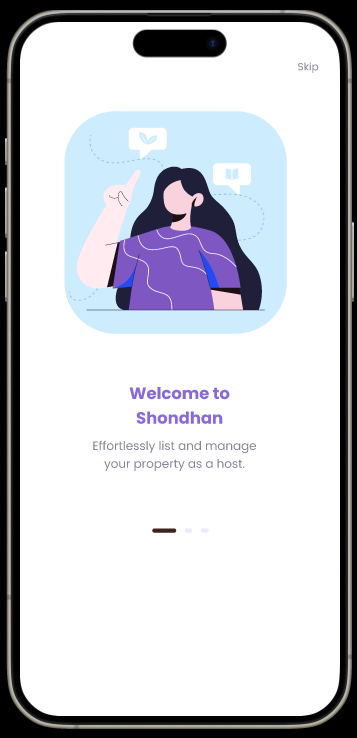 Skip
Welcome to
Shondhan
Effortlessly list and manage
your property as a host.